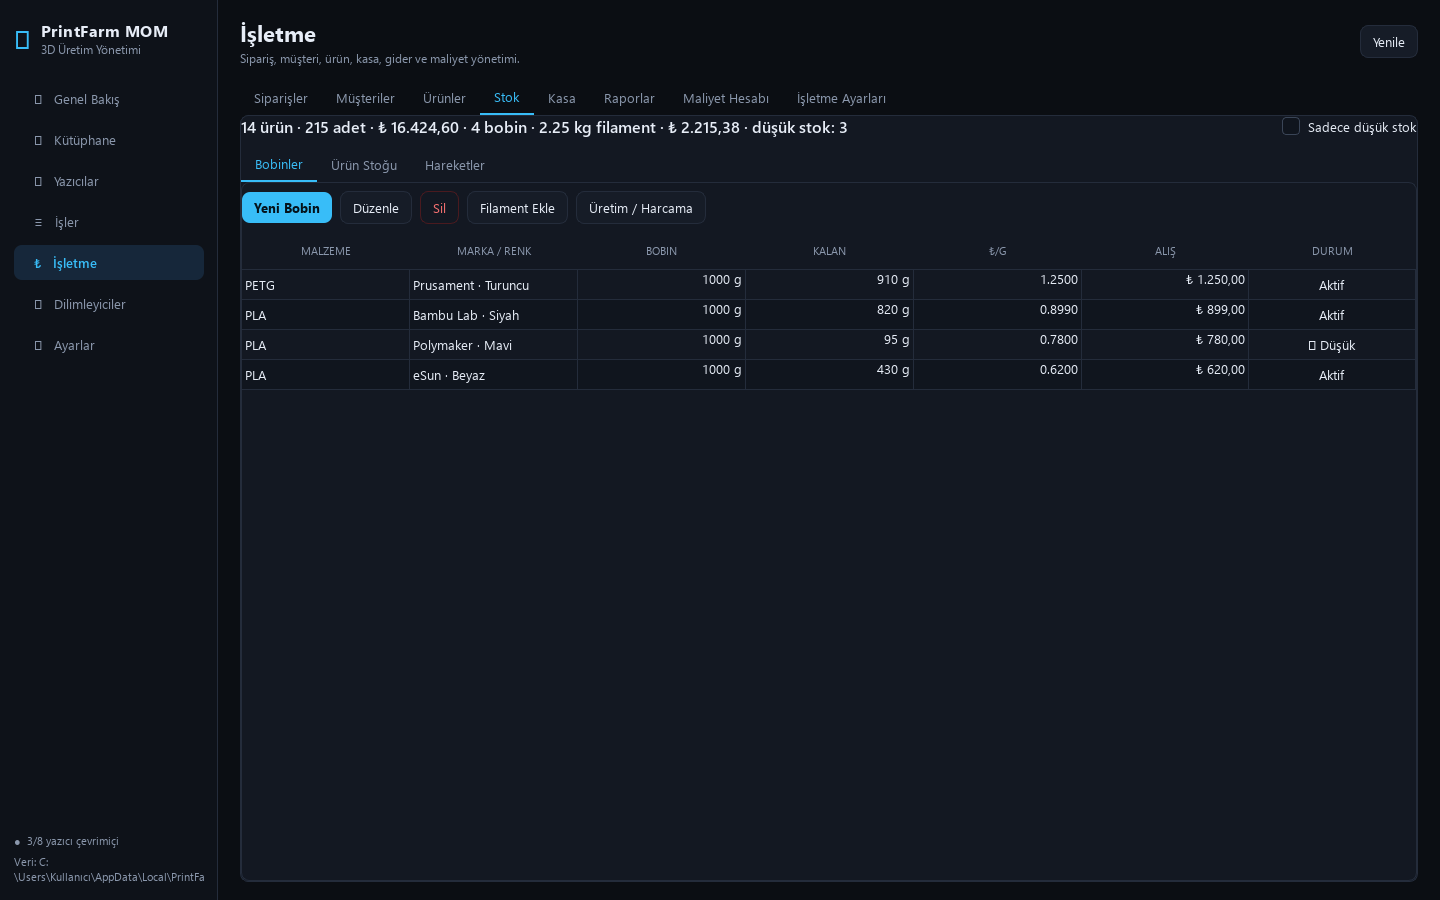 PrintFarm MOM
3D Üretim Yönetimi
Genel Bakış
Kütüphane
Yazıcılar
İşler
₺ İşletme
Dilimleyiciler
Ayarlar
● 3/8 yazıcı çevrimiçi
Veri: C:
\Users\Kullanıcı\AppData\Local\PrintFa
İşletme
Sipariş, müşteri, ürün, kasa, gider ve maliyet yönetimi.
Yenile
Siparişler Müşteriler Ürünler Stok Kasa Raporlar Maliyet Hesabı İşletme Ayarları
14 ürün · 215 adet · ₺ 16.424,60 · 4 bobin · 2.25 kg filament · ₺ 2.215,38 · düşük stok: 3
Sadece düşük stok
Bobinler Ürün Stoğu Hareketler
Yeni Bobin Düzenle Sil Filament Ekle Üretim / Harcama
MALZEME MARKA / RENK BOBIN KALAN ₺/G ALIŞ DURUM
PETG Prusament · Turuncu 1000 g 910 g 1.2500 ₺ 1.250,00 Aktif
PLA Bambu Lab · Siyah 1000 g 820 g 0.8990 ₺ 899,00 Aktif
PLA Polymaker · Mavi 1000 g 95 g 0.7800 ₺ 780,00 Düşük
PLA eSun · Beyaz 1000 g 430 g 0.6200 ₺ 620,00 Aktif